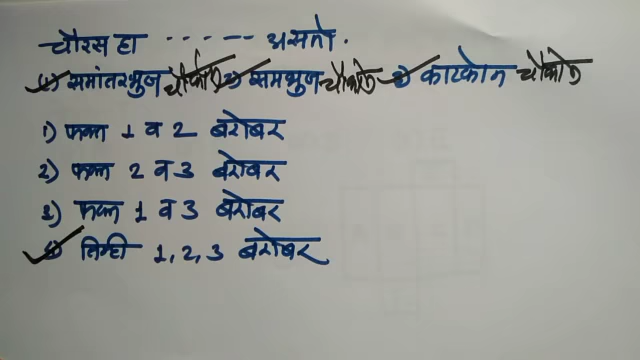 चौरस हा ...... असतो.
1) समांतरभुज चौकोन 2) समभुज चौकोन 3) काटकोन चौकोन
1) फक्त 1 व 2 बरोबर
2) फक्त 2 व 3 बरोबर
3) फक्त 1 व 3 बरोबर
4) तिन्ही 1, 2, 3 बरोबर